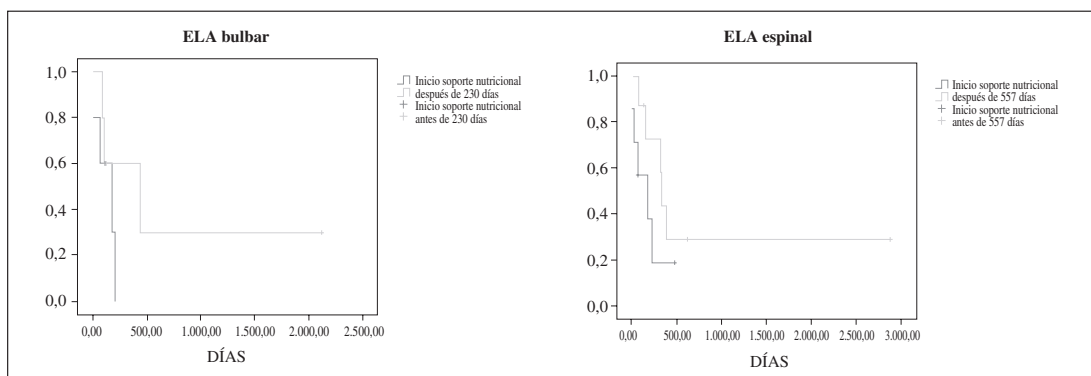 ELA bulbar
1,0
0,8
0,6
0,4
0,2
0,0
0,00 500,00 1.000,00 1.500,00 2.000,00 2.500,00
DÍAS
Inicio soporte nutricional
después de 230 días
Inicio soporte nutricional
antes de 230 días
ELA espinal
1,0
0,8
0,6
0,4
0,2
0,0
0,00 500,00 1.000,00 1.500,00 2.000,00 2.500,00 3.000,00
DÍAS
Inicio soporte nutricional
después de 557 días
Inicio soporte nutricional
antes de 557 días